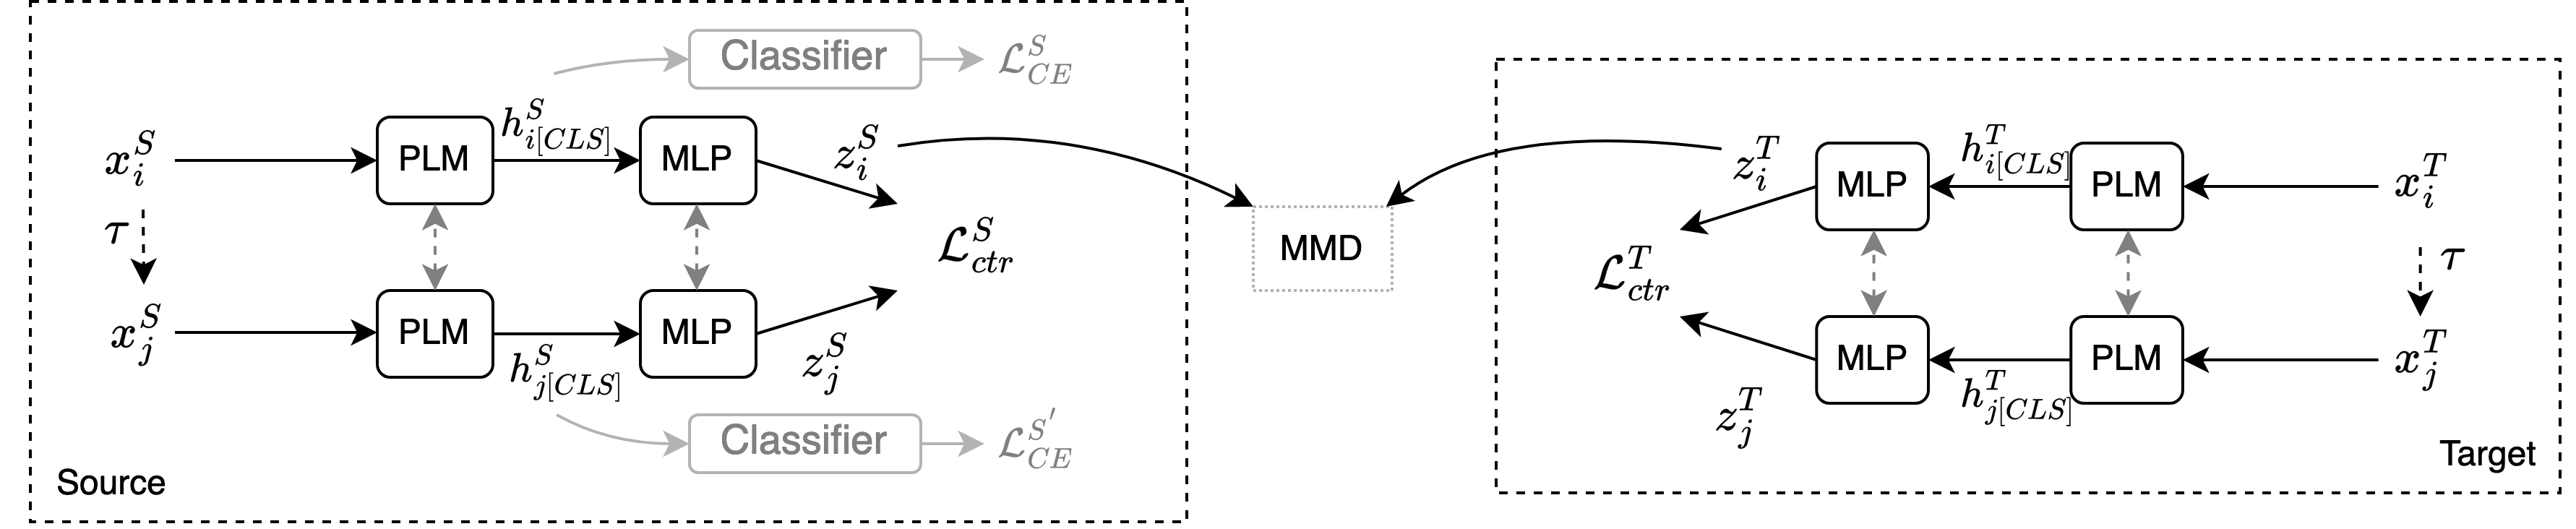 Classifier
$\mathcal{L}_{CE}^{S}$
$x_i^S$
PLM
$h_{i[CLS]}^{S}$
MLP
$z_i^S$
$\tau$
$\mathcal{L}_{ctr}^{S}$
$x_j^S$
PLM
$h_{j[CLS]}^{S}$
MLP
$z_j^S$
Classifier
$\mathcal{L}_{CE}^{S'}$
Source
MMD
$z_i^T$
MLP
$h_{i[CLS]}^{T}$
PLM
$x_i^T$
$\mathcal{L}_{ctr}^{T}$
$\tau$
$z_j^T$
MLP
$h_{j[CLS]}^{T}$
PLM
$x_j^T$
Target